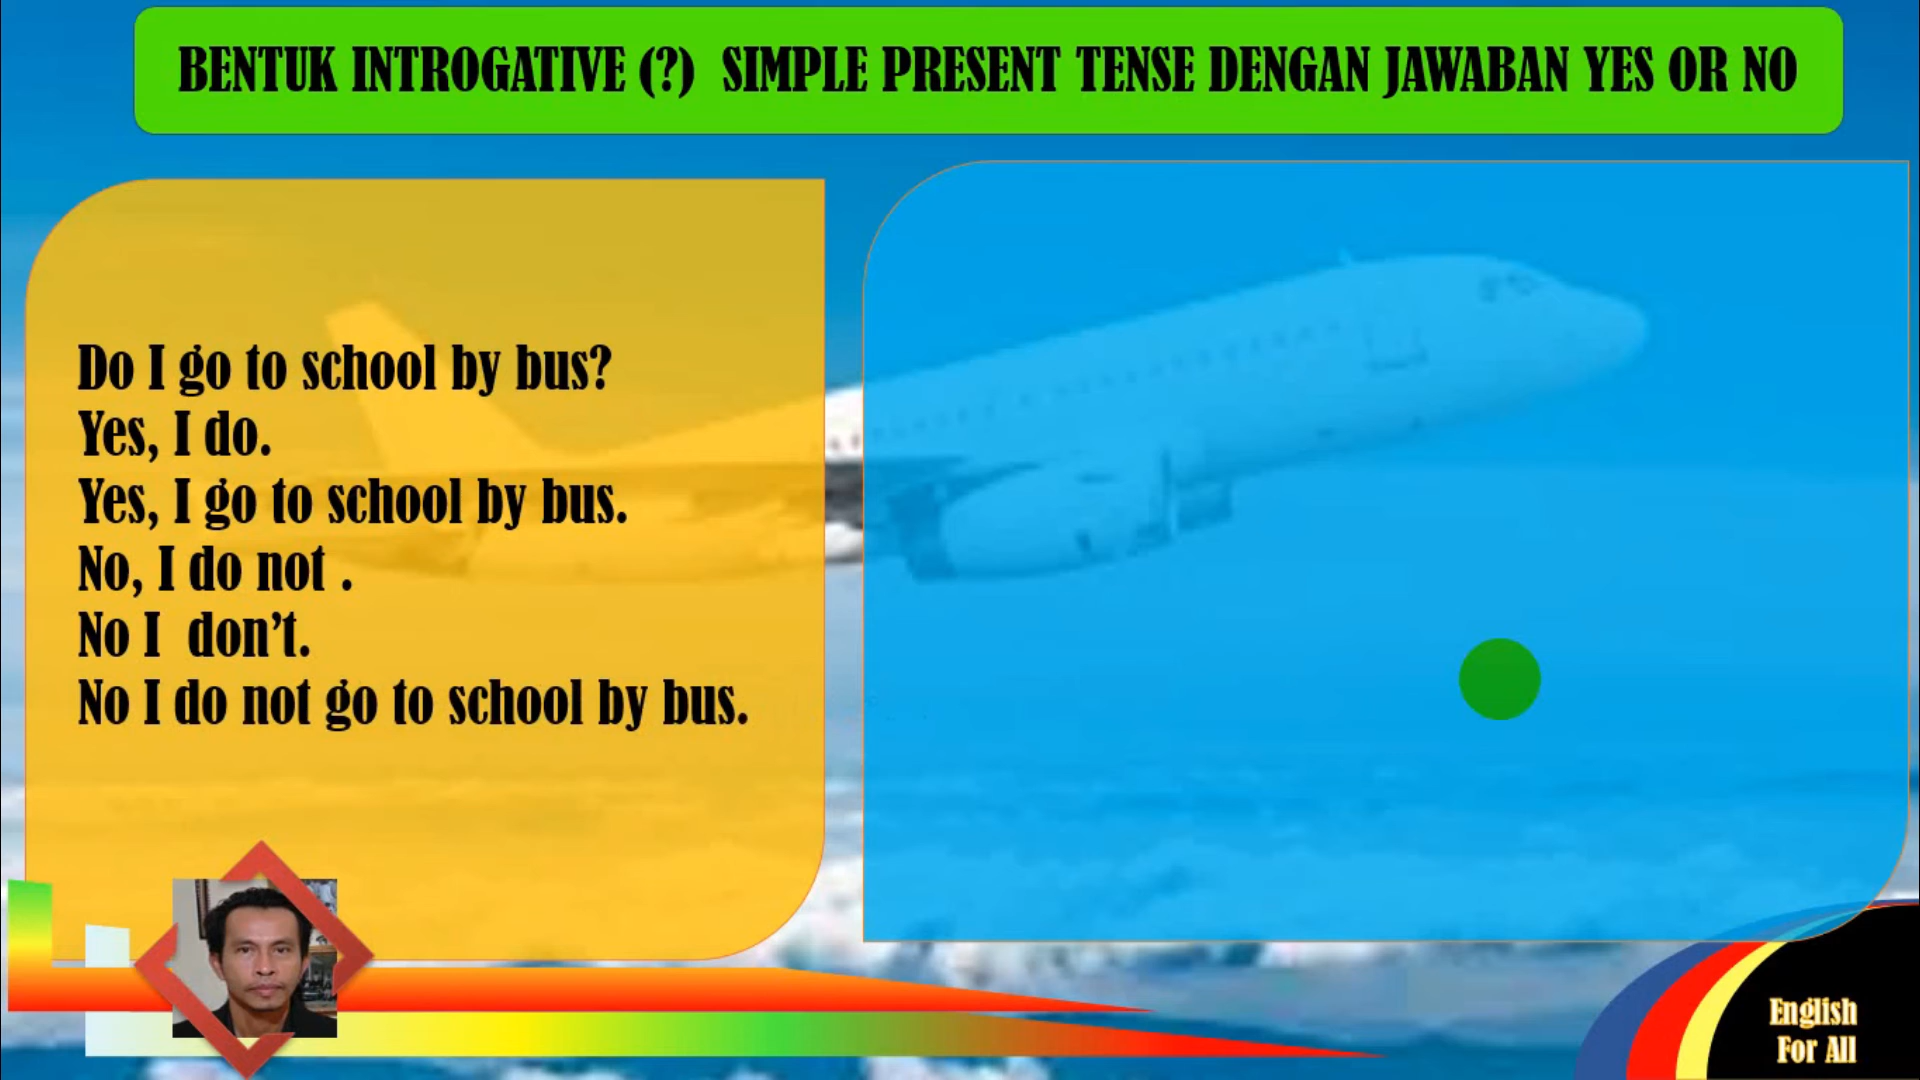 BENTUK INTROGATIVE (?) SIMPLE PRESENT TENSE DENGAN JAWABAN YES OR NO
Do I go to school by bus?
Yes, I do.
Yes, I go to school by bus.
No, I do not .
No I don’t.
No I do not go to school by bus.
English
For All